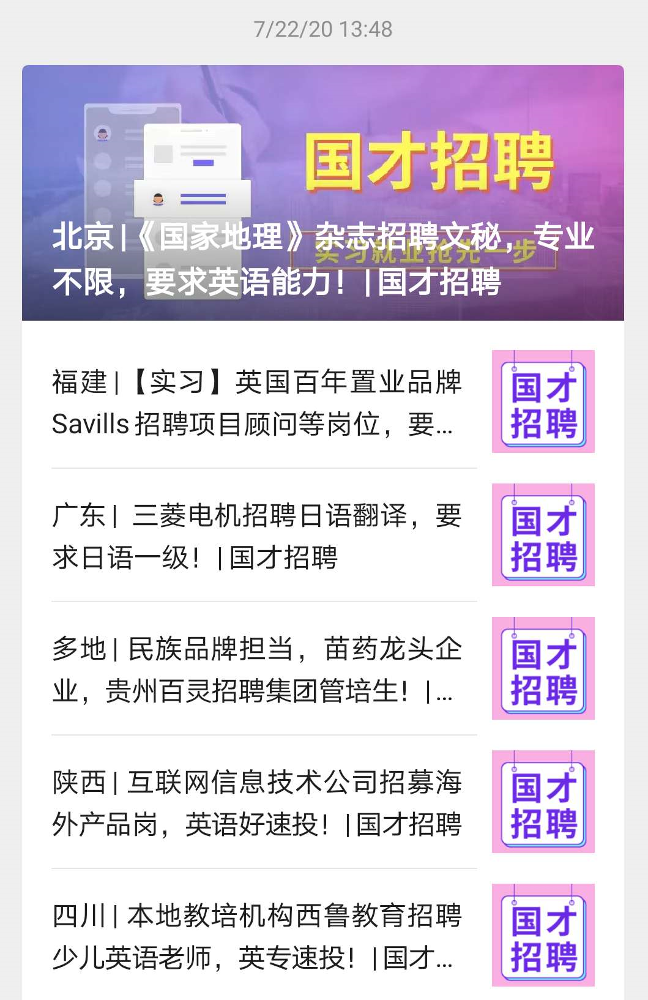 7/22/20 13:48
国才招聘
实习就业抢先一步
北京|《国家地理》杂志招聘文秘，专业
不限，要求英语能力！|国才招聘
福建|【实习】英国百年置业品牌
Savills招聘项目顾问等岗位，要...
国才
招聘
广东| 三菱电机招聘日语翻译，要
求日语一级！|国才招聘
国才
招聘
多地| 民族品牌担当，苗药龙头企
业，贵州百灵招聘集团管培生！|...
国才
招聘
陕西| 互联网信息技术公司招募海
外产品岗，英语好速投！|国才招聘
国才
招聘
四川| 本地教培机构西鲁教育招聘
少儿英语老师，英专速投！|国才...
国才
招聘